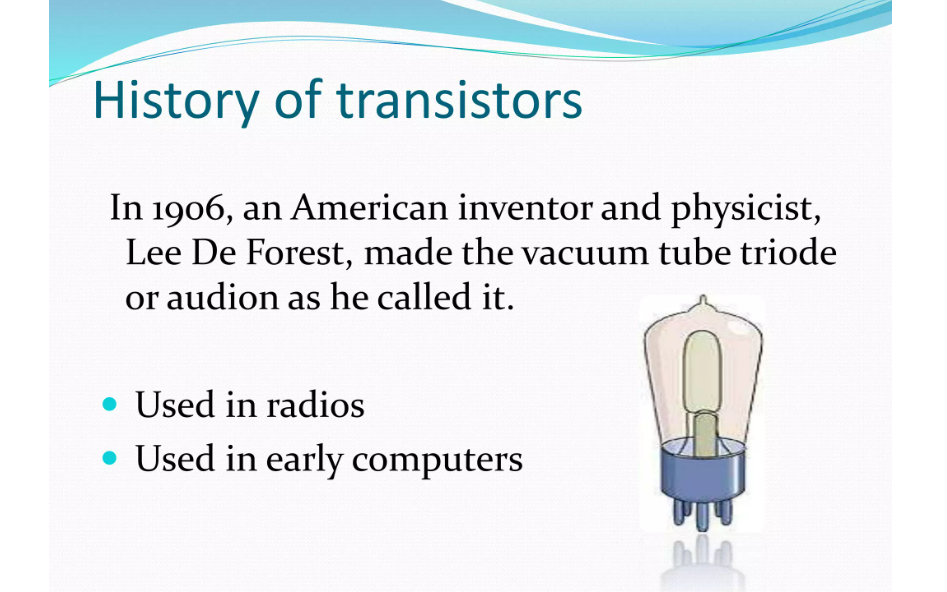 History of transistors
In 1906, an American inventor and physicist,
Lee De Forest, made the vacuum tube triode
or audion as he called it.
• Used in radios
• Used in early computers